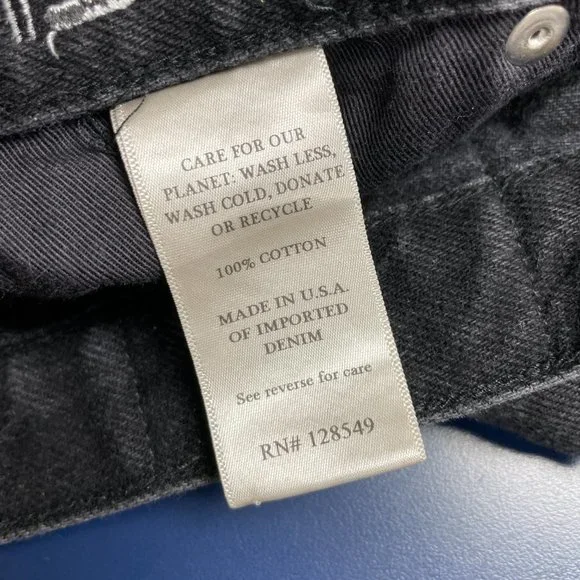 CARE FOR OUR
PLANET: WASH LESS,
WASH COLD, DONATE
OR RECYCLE
100% COTTON
MADE IN U.S.A.
OF IMPORTED
DENIM
See reverse for care
RN# 128549